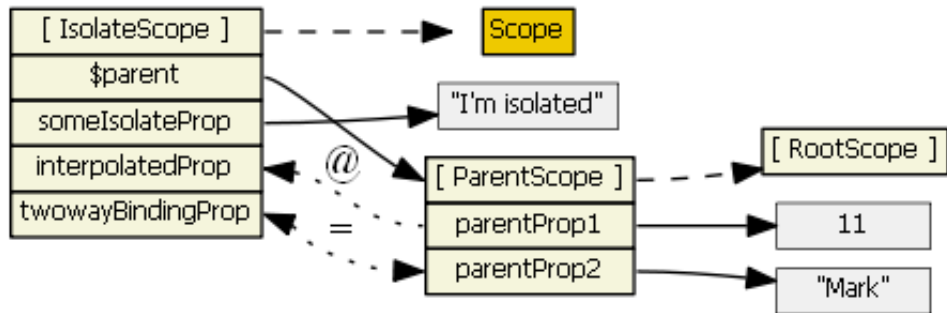 [ IsolateScope ]
Scope
$parent
someIsolateProp
"I'm isolated"
interpolatedProp
@
twowayBindingProp
=
[ ParentScope ]
[ RootScope ]
parentProp1
11
parentProp2
"Mark"